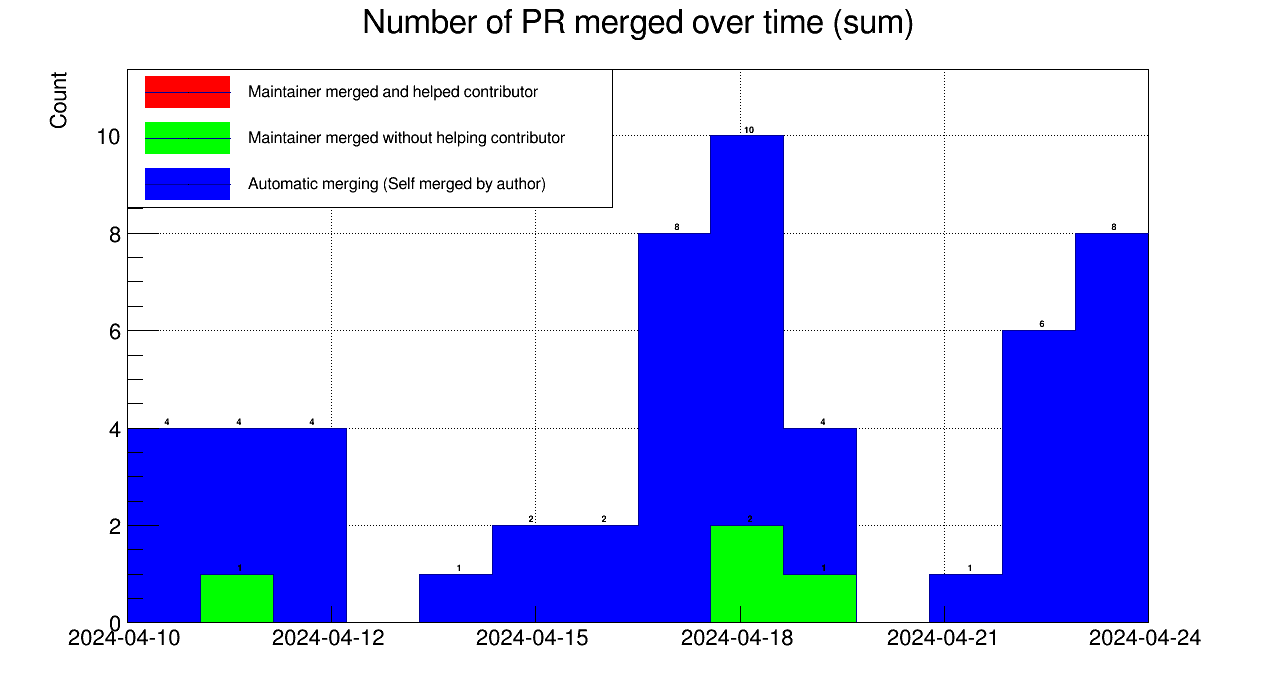 Number of PR merged over time (sum)
Count
Maintainer merged and helped contributor
Maintainer merged without helping contributor
Automatic merging (Self merged by author)
10
8
6
4
2
0
4 4 4 1 2 2 8 10 4 1 6 8
1 2 1
2024-04-10 2024-04-12 2024-04-15 2024-04-18 2024-04-21 2024-04-24